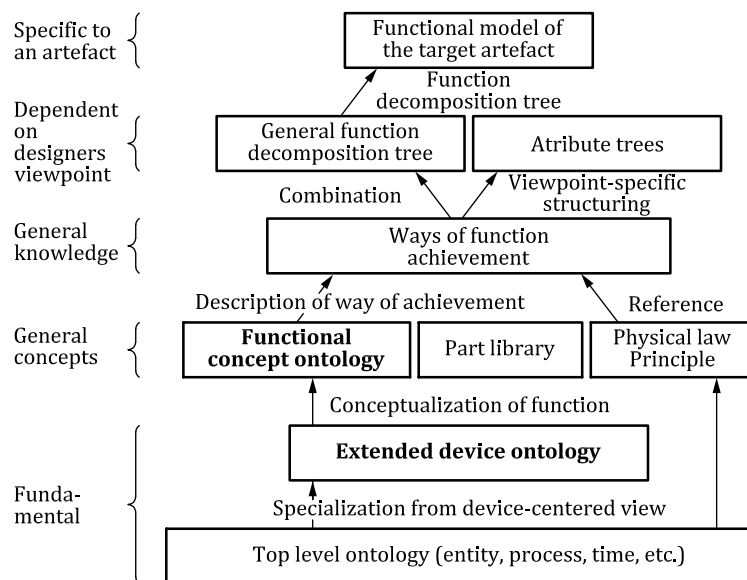 Specific to
an artefact
Functional model of
the target artefact
Function
decomposition tree
Dependent
on
designers
viewpoint
General function
decomposition tree
Atribute trees
Combination
Viewpoint-specific
structuring
General
knowledge
Ways of function
achievement
Description of way of achievement
Reference
General
concepts
Functional
concept ontology
Part library
Physical law
Principle
Conceptualization of function
Extended device ontology
Funda-
mental
Specialization from device-centered view
Top level ontology (entity, process, time, etc.)